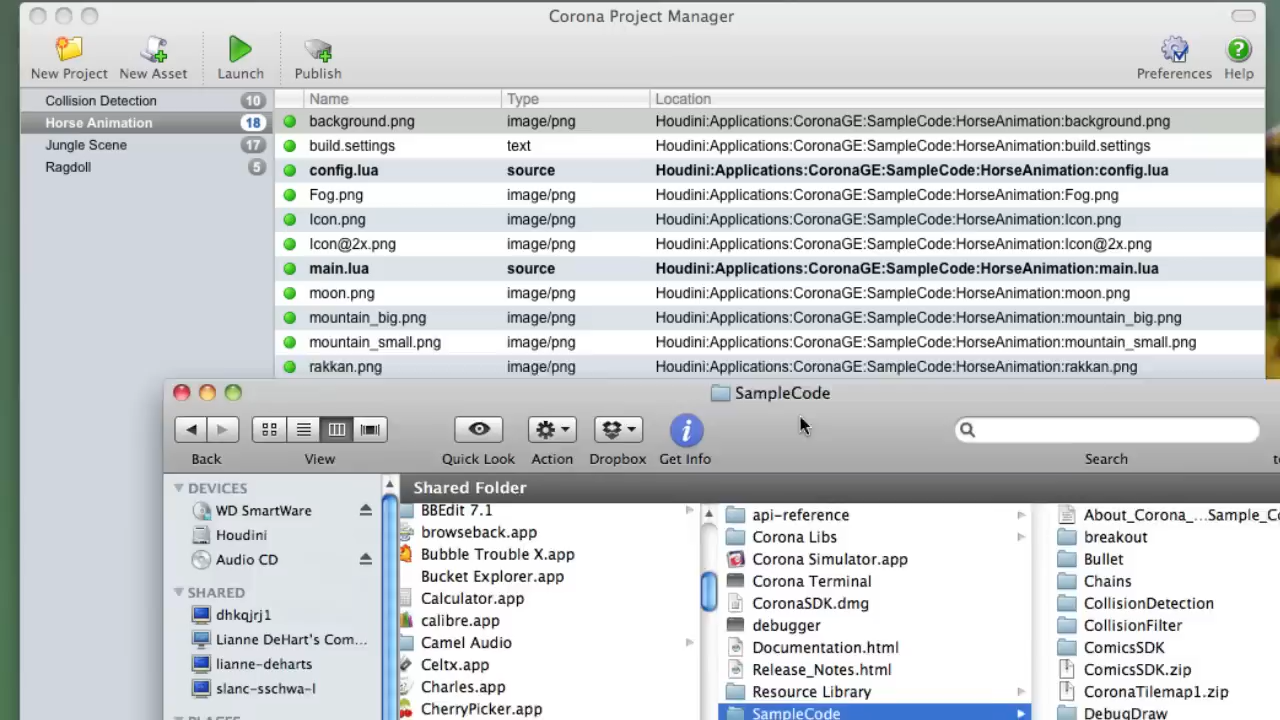 Corona Project Manager
New Project New Asset Launch Publish Preferences Help
Collision Detection 10
Horse Animation 18
Jungle Scene 17
Ragdoll 5
Name Type Location
background.png image/png Houdini:Applications:CoronaGE:SampleCode:HorseAnimation:background.png
build.settings text Houdini:Applications:CoronaGE:SampleCode:HorseAnimation:build.settings
config.lua source Houdini:Applications:CoronaGE:SampleCode:HorseAnimation:config.lua
Fog.png image/png Houdini:Applications:CoronaGE:SampleCode:HorseAnimation:Fog.png
Icon.png image/png Houdini:Applications:CoronaGE:SampleCode:HorseAnimation:Icon.png
Icon@2x.png image/png Houdini:Applications:CoronaGE:SampleCode:HorseAnimation:Icon@2x.png
main.lua source Houdini:Applications:CoronaGE:SampleCode:HorseAnimation:main.lua
moon.png image/png Houdini:Applications:CoronaGE:SampleCode:HorseAnimation:moon.png
mountain_big.png image/png Houdini:Applications:CoronaGE:SampleCode:HorseAnimation:mountain_big.png
mountain_small.png image/png Houdini:Applications:CoronaGE:SampleCode:HorseAnimation:mountain_small.png
rakkan.png image/png Houdini:Applications:CoronaGE:SampleCode:HorseAnimation:rakkan.png
SampleCode
Back View Quick Look Action Dropbox Get Info Search
Shared Folder
DEVICES
WD SmartWare
Houdini
Audio CD
SHARED
dhkqjrj1
Lianne DeHart's Com...
lianne-deharts
slanc-sschwa-l
PLACES
BBEdit 7.1
browseback.app
Bubble Trouble X.app
Bucket Explorer.app
Calculator.app
calibre.app
Camel Audio
Celtx.app
Charles.app
CherryPicker.app
api-reference
Corona Libs
Corona Simulator.app
Corona Terminal
CoronaSDK.dmg
debugger
Documentation.html
Release_Notes.html
Resource Library
SampleCode
About_Corona_...Sample_Co
breakout
Bullet
Chains
CollisionDetection
CollisionFilter
ComicsSDK
ComicsSDK.zip
CoronaTilemap1.zip
DebugDraw